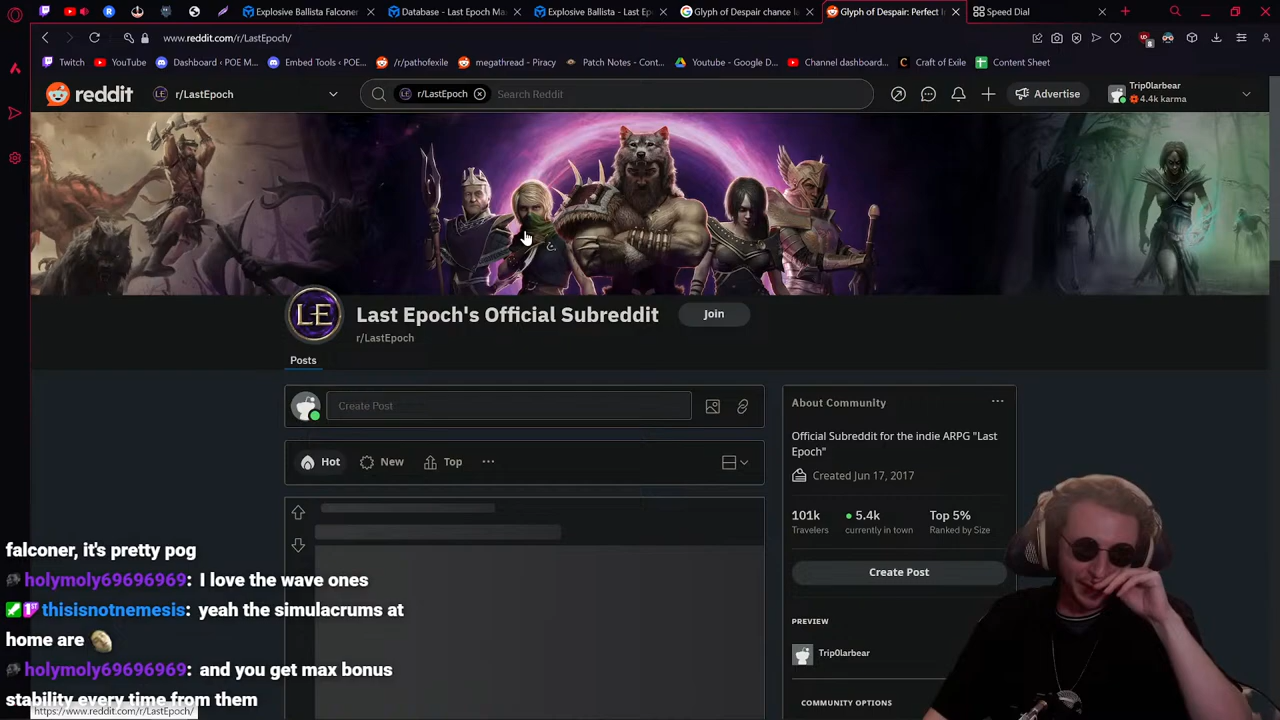 Explosive Ballista Falconer
Database - Last Epoch Ma
Explosive Ballista - Last Ep
Glyph of Despair chance l
Glyph of Despair: Perfect I
Speed Dial
www.reddit.com/r/LastEpoch/
8
Twitch
YouTube
Dashboard ‹ POE M...
Embed Tools ‹ POE...
/r/pathofexile
megathread - Piracy
Patch Notes - Cont...
Youtube - Google D...
Channel dashboard...
Craft of Exile
Content Sheet
reddit
r/LastEpoch
r/LastEpoch
Search Reddit
Advertise
Trip0larbear
4.4k karma
LE
Last Epoch's Official Subreddit
Join
r/LastEpoch
Posts
Create Post
Hot
New
Top
About Community
Official Subreddit for the indie ARPG "Last
Epoch"
Created Jun 17, 2017
101k
Travelers
5.4k
currently in town
Top 5%
Ranked by Size
Create Post
PREVIEW
Trip0larbear
COMMUNITY OPTIONS
falconer, it's pretty pog
holymoly69696969: I love the wave ones
thisisnotnemesis: yeah the simulacrums at
home are
holymoly69696969: and you get max bonus
stability every time from them
https://www.reddit.com/r/LastEpoch/